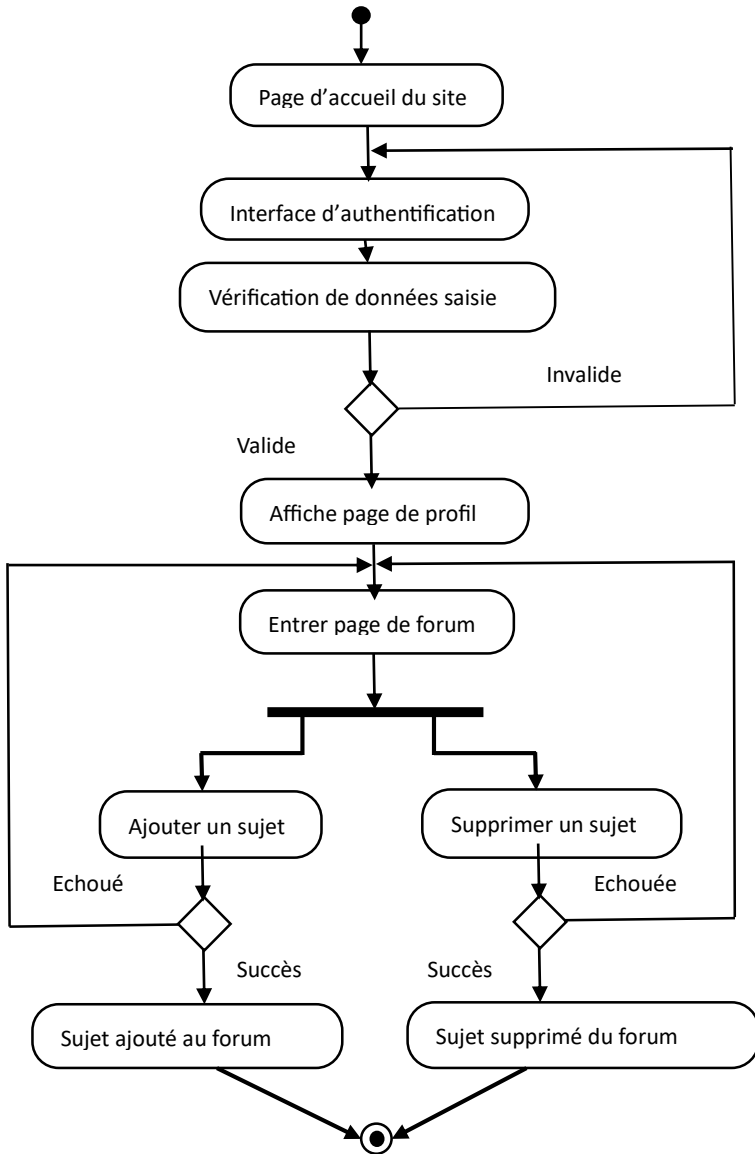 Page d’accueil du site
Interface d’authentification
Vérification de données saisie
Invalide
Valide
Affiche page de profil
Entrer page de forum
Ajouter un sujet
Supprimer un sujet
Echoué
Echouée
Succès
Succès
Sujet ajouté au forum
Sujet supprimé du forum